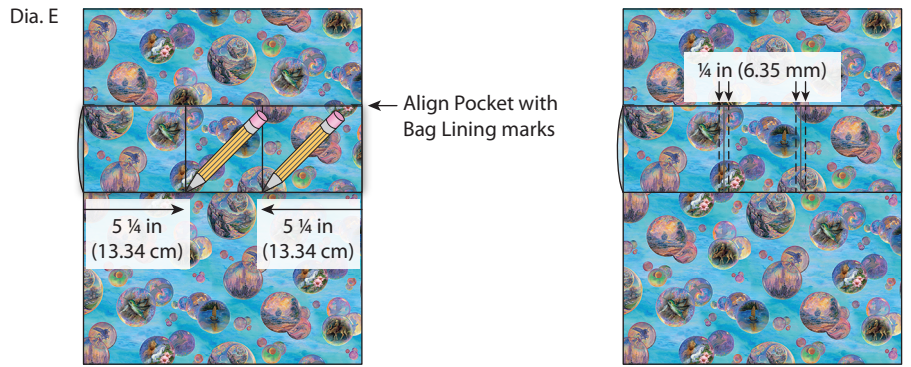 Dia. E
Align Pocket with
Bag Lining marks
5 ¼ in
(13.34 cm)
5 ¼ in
(13.34 cm)
¼ in (6.35 mm)